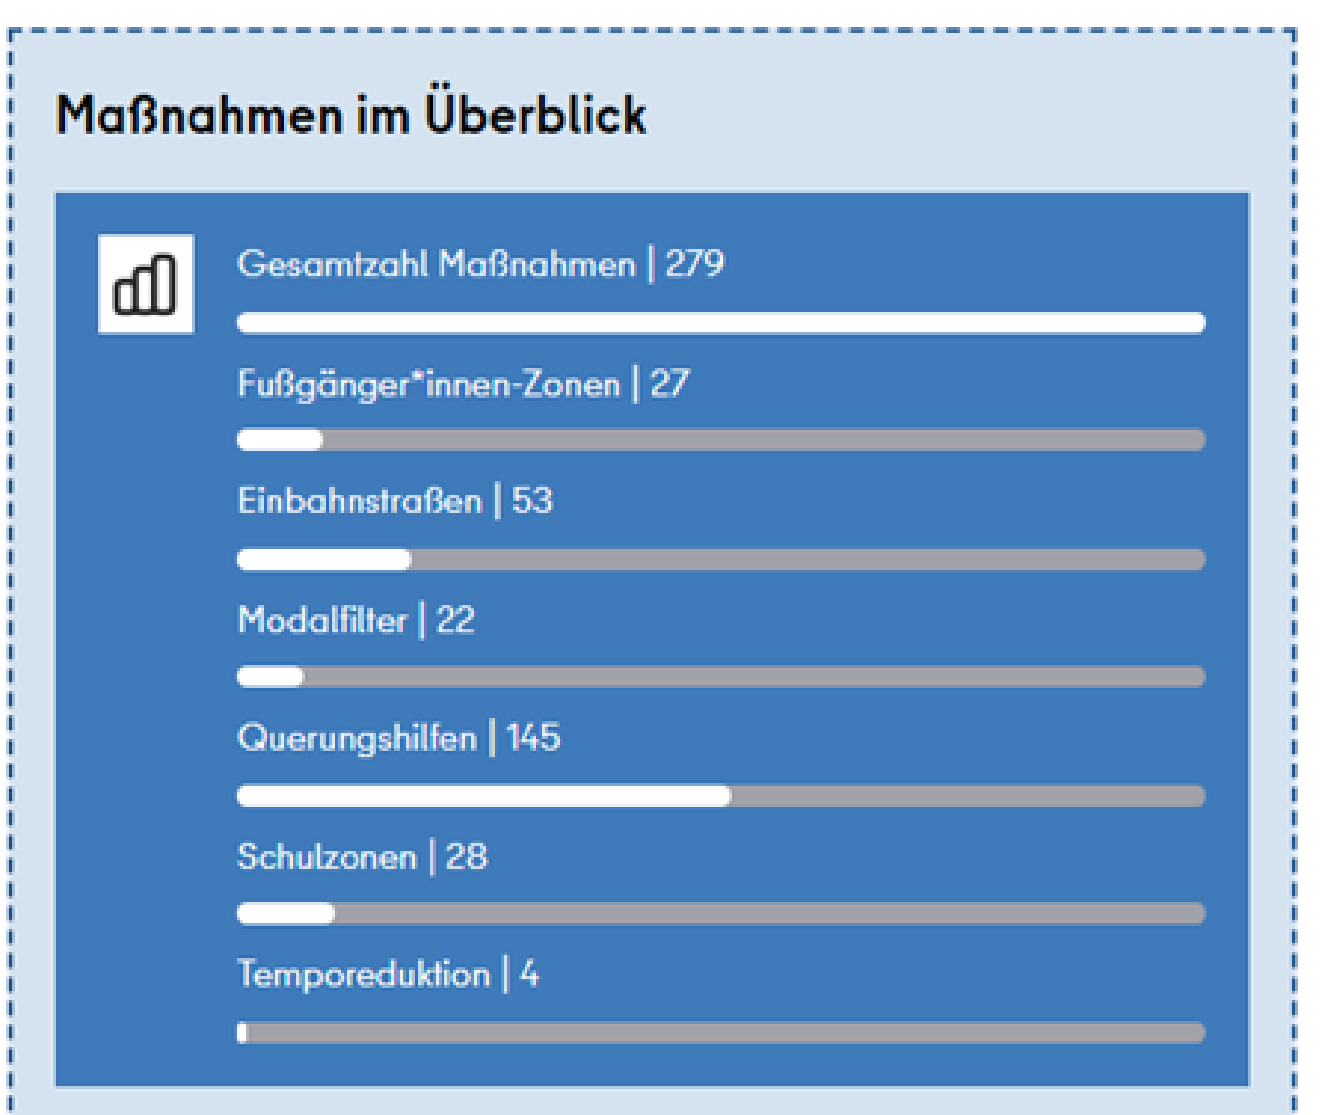 Maßnahmen im Überblick
Gesamtzahl Maßnahmen | 279
Fußgänger*innen-Zonen | 27
Einbahnstraßen | 53
Modalfilter | 22
Querungshilfen | 145
Schulzonen | 28
Temporeduktion | 4